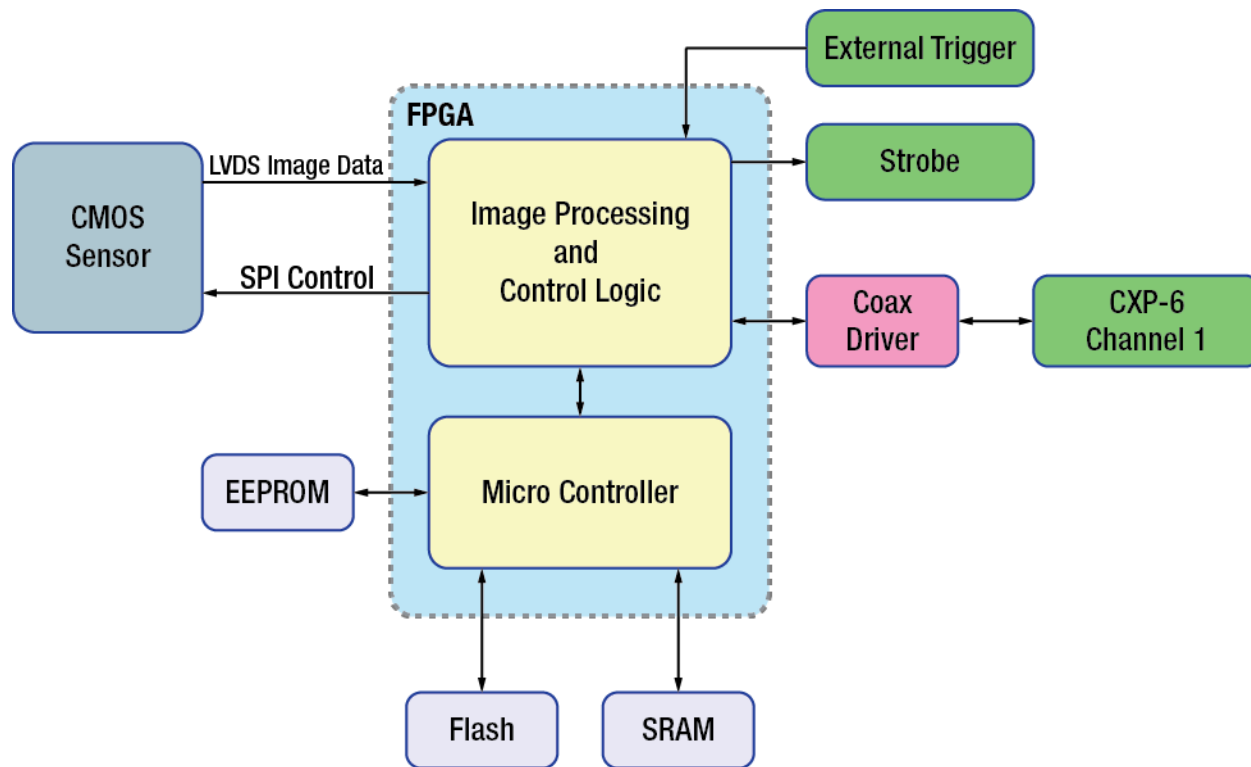 External Trigger
FPGA
Strobe
LVDS Image Data
CMOS
Sensor
Image Processing
and
Control Logic
SPI Control
Coax
Driver
CXP-6
Channel 1
EEPROM
Micro Controller
Flash
SRAM